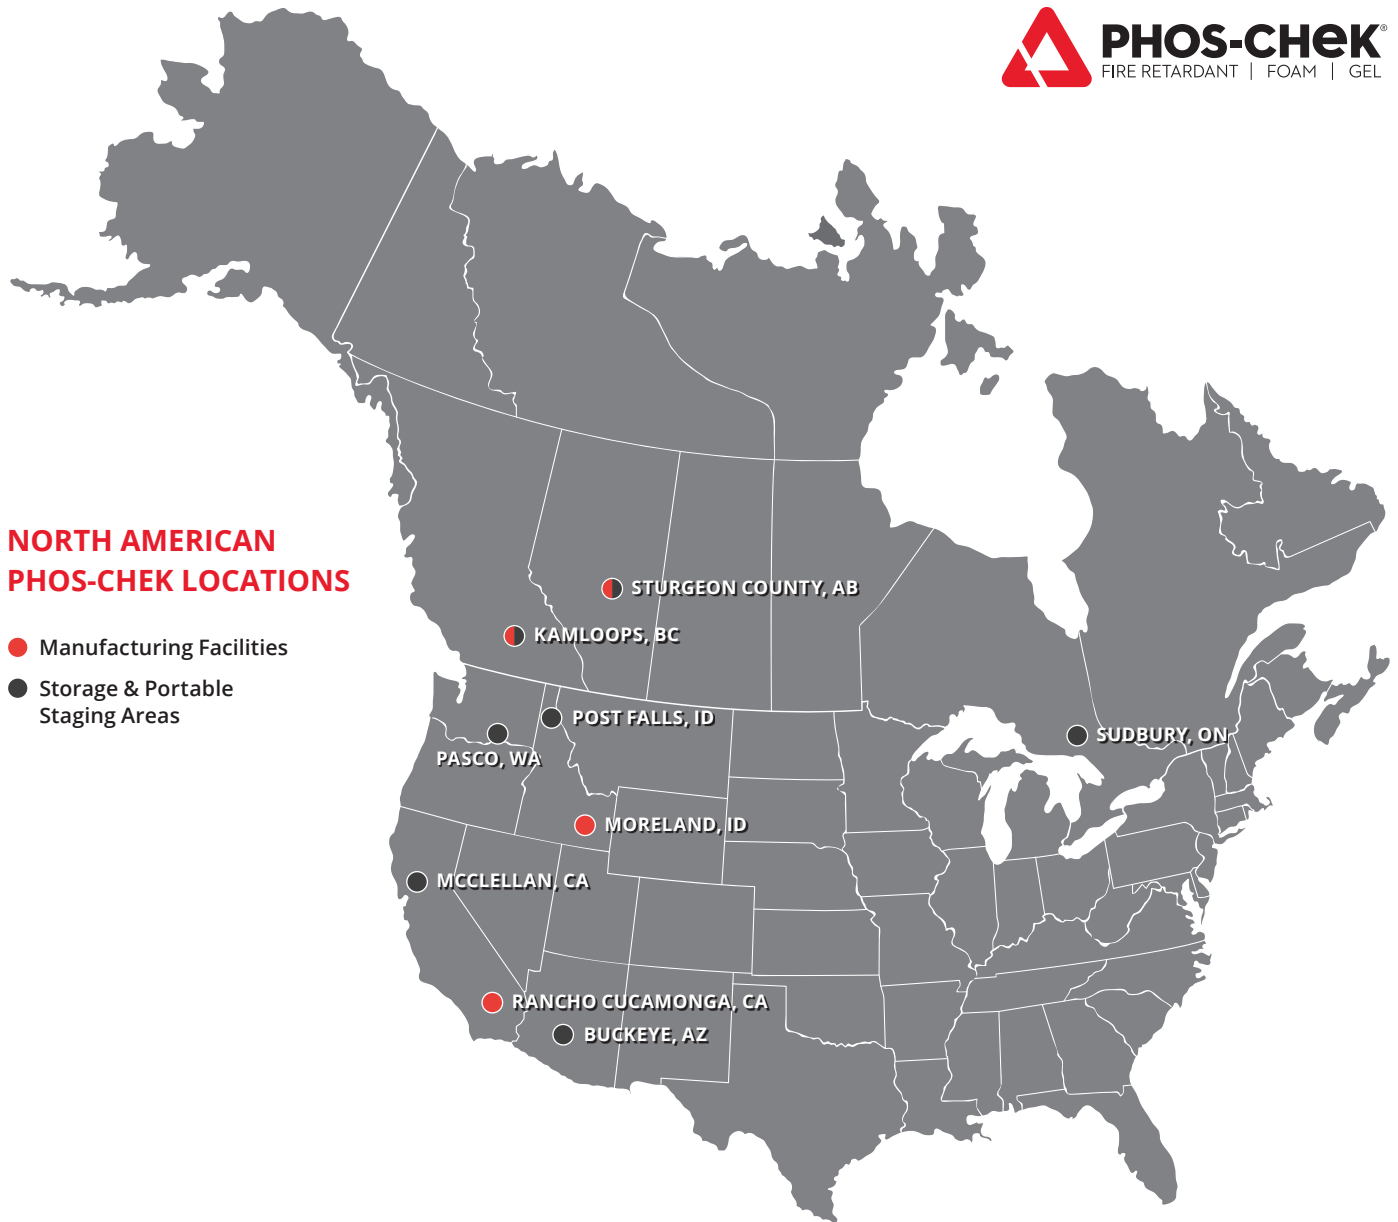 PHOS-CHeK®
FIRE RETARDANT | FOAM | GEL
NORTH AMERICAN
PHOS-CHEK LOCATIONS
Manufacturing Facilities
Storage & Portable
Staging Areas
STURGEON COUNTY, AB
KAMLOOPS, BC
POST FALLS, ID
PASCO, WA
SUDBURY, ON
MORELAND, ID
MCCLELLAN, CA
RANCHO CUCAMONGA, CA
BUCKEYE, AZ